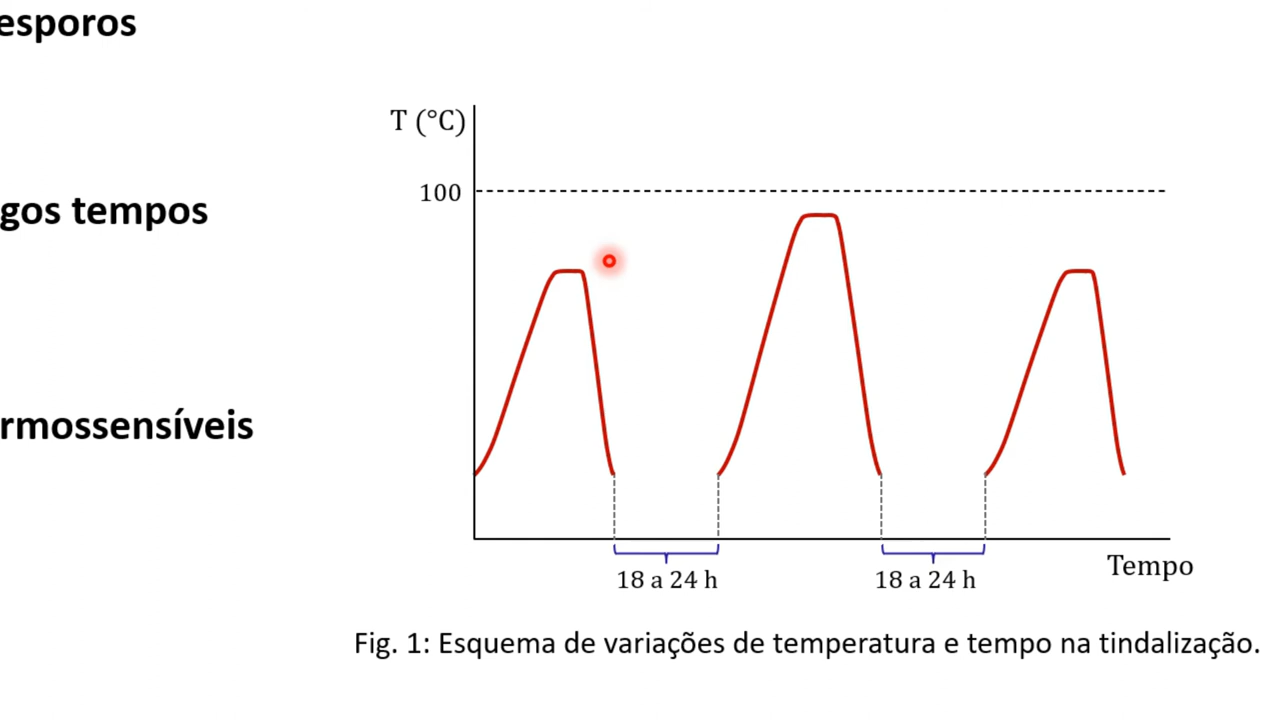 esporos
gos tempos
rmossensíveis
T (°C)
100
18 a 24 h
18 a 24 h
Tempo
Fig. 1: Esquema de variações de temperatura e tempo na tindalização.